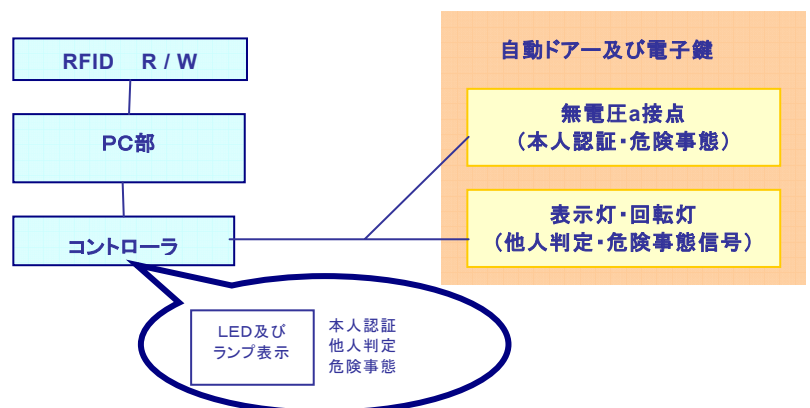 RFID R / W
PC部
コントローラ
自動ドアー及び電子鍵
無電圧a接点
（本人認証・危険事態）
表示灯・回転灯
（他人判定・危険事態信号）
LED及び
ランプ表示
本人認証
他人判定
危険事態